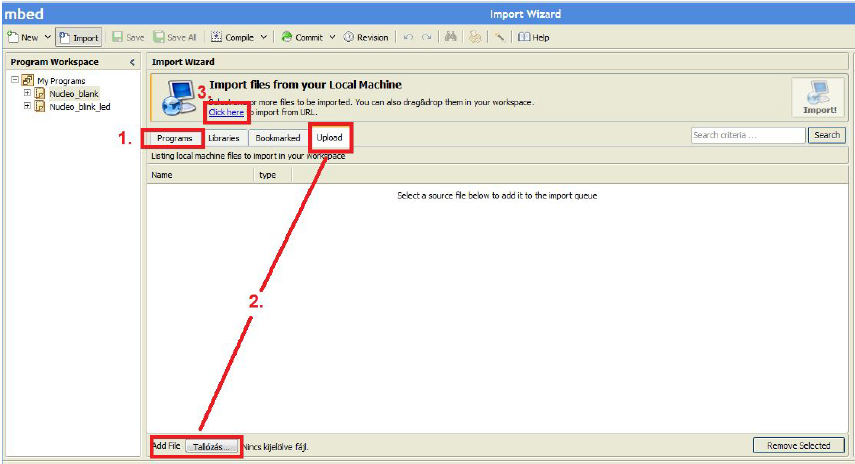 mbed Import Wizard
New Import Save Save All Compile Commit Revision Help
Program Workspace <
My Programs
Nucleo_blank
Nucleo_blink_led
Import Wizard
Import files from your Local Machine
3.
or more files to be imported. You can also drag&drop them in your workspace.
Click here to import from URL.
Import!
1.
Programs Libraries Bookmarked Upload
Search criteria ... Search
Listing local machine files to import in your workspace
Name type
Select a source file below to add it to the import queue
2.
Add File Tallózás... Nincs kijelölve fájl.
Remove Selected